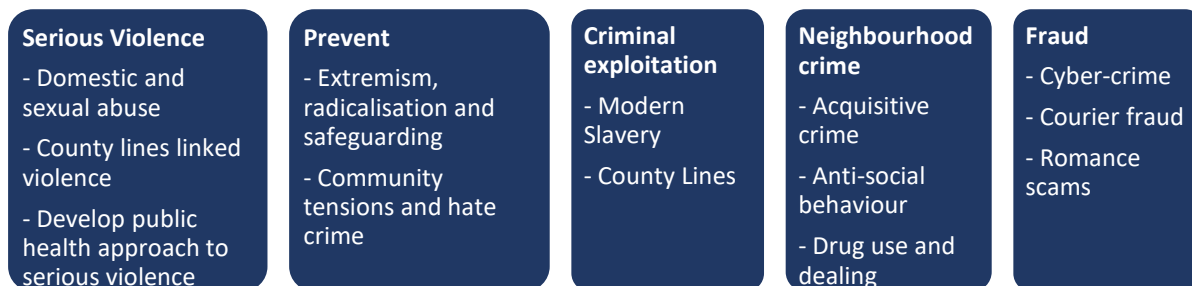 Serious Violence
- Domestic and
sexual abuse
- County lines linked
violence
- Develop public
health approach to
serious violence
Prevent
- Extremism,
radicalisation and
safeguarding
- Community
tensions and hate
crime
Criminal
exploitation
- Modern
Slavery
- County Lines
Neighbourhood
crime
- Acquisitive
crime
- Anti-social
behaviour
- Drug use and
dealing
Fraud
- Cyber-crime
- Courier fraud
- Romance
scams